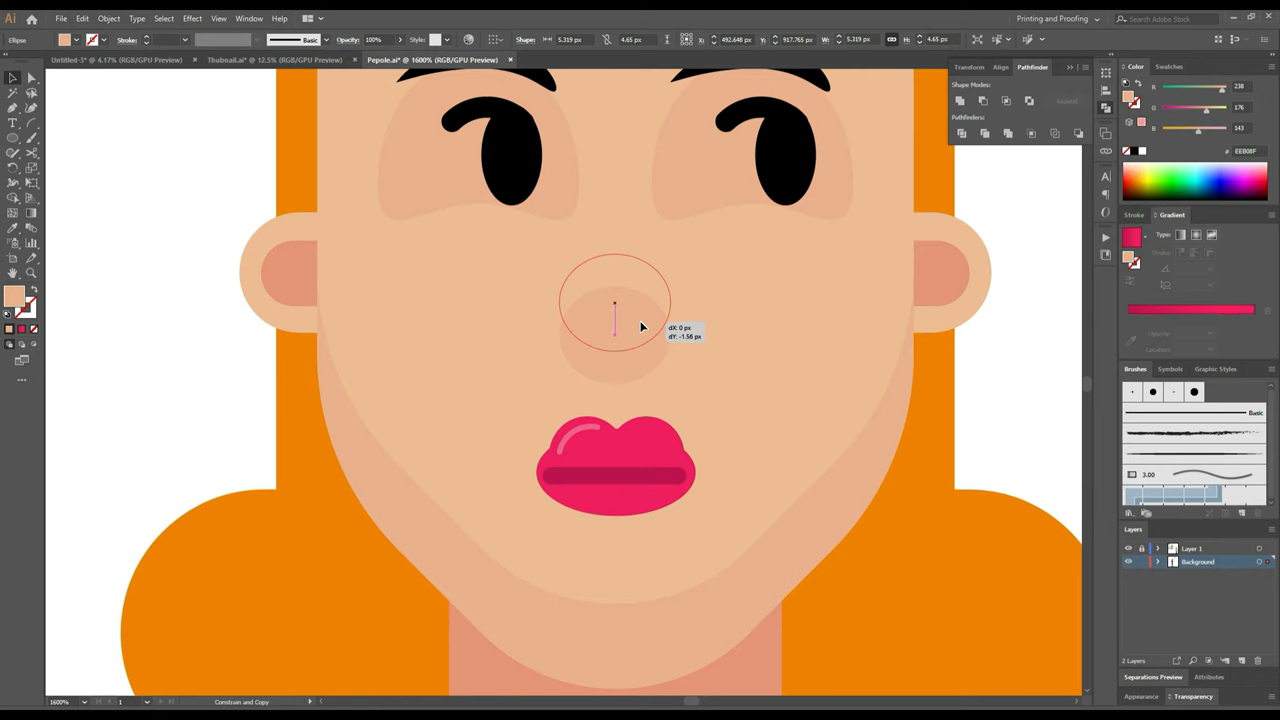 Ai File Edit Object Type Select Effect View Window Help Printing and Proofing Search Adobe Stock
Ellipse Stroke: Basic Opacity: 100% Style: Shape: 5.319 px 4.65 px X: 492.648 px Y: 917.765 px W: 5.319 px H: 4.65 px
Untitled-3* @ 4.17% (RGB/GPU Preview) × Thubnail.ai* @ 12.5% (RGB/GPU Preview) × Pepole.ai* @ 1600% (RGB/GPU Preview) ×
Transform Align Pathfinder
Shape Modes:
Expand
Pathfinders:
Color Swatches
R 238
G 176
B 143
# EEB08F
Stroke Gradient
Type:
Stroke:
Opacity:
Location:
dX: 0 px
dY: -1.56 px
Brushes Symbols Graphic Styles
Basic
3.00
Layers
Layer 1
Background
2 Layers
Separations Preview Attributes
Appearance Transparency
1600% 1 Constrain and Copy